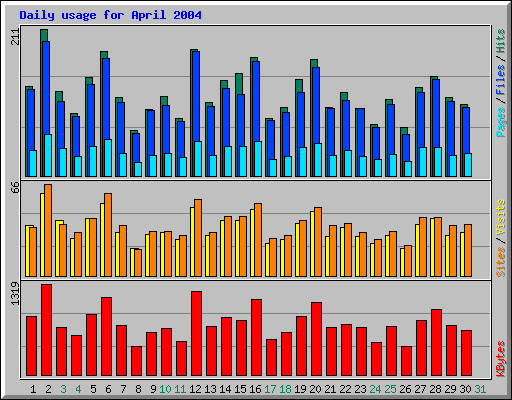 Daily usage for April 2004
211
Pages / Files / Hits
66
Sites / Visits
1319
KBytes
1 2 3 4 5 6 7 8 9 10 11 12 13 14 15 16 17 18 19 20 21 22 23 24 25 26 27 28 29 30 31